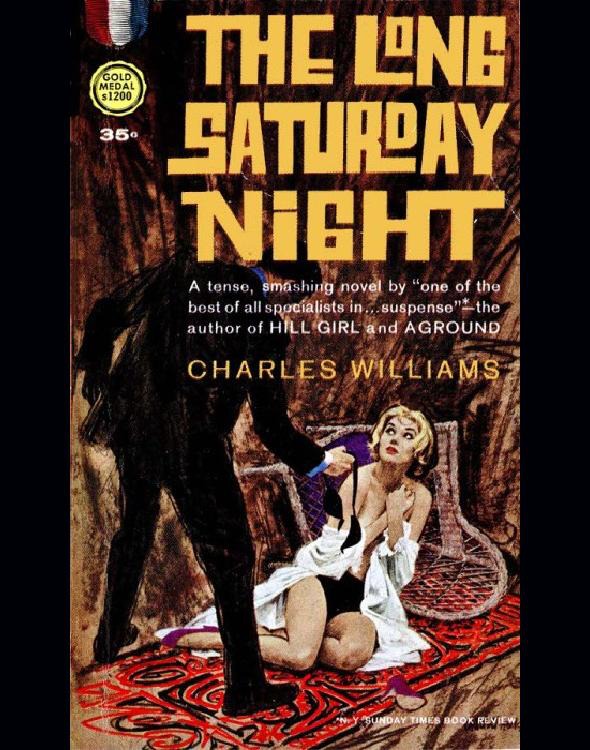 THE LONG
SATURDAY
NIGHT
GOLD
MEDAL
s1200
35¢
A tense, smashing novel by "one of the
best of all specialists in...suspense"*—the
author of HILL GIRL and AGROUND
CHARLES WILLIAMS
*N. Y. SUNDAY TIMES BOOK REVIEW